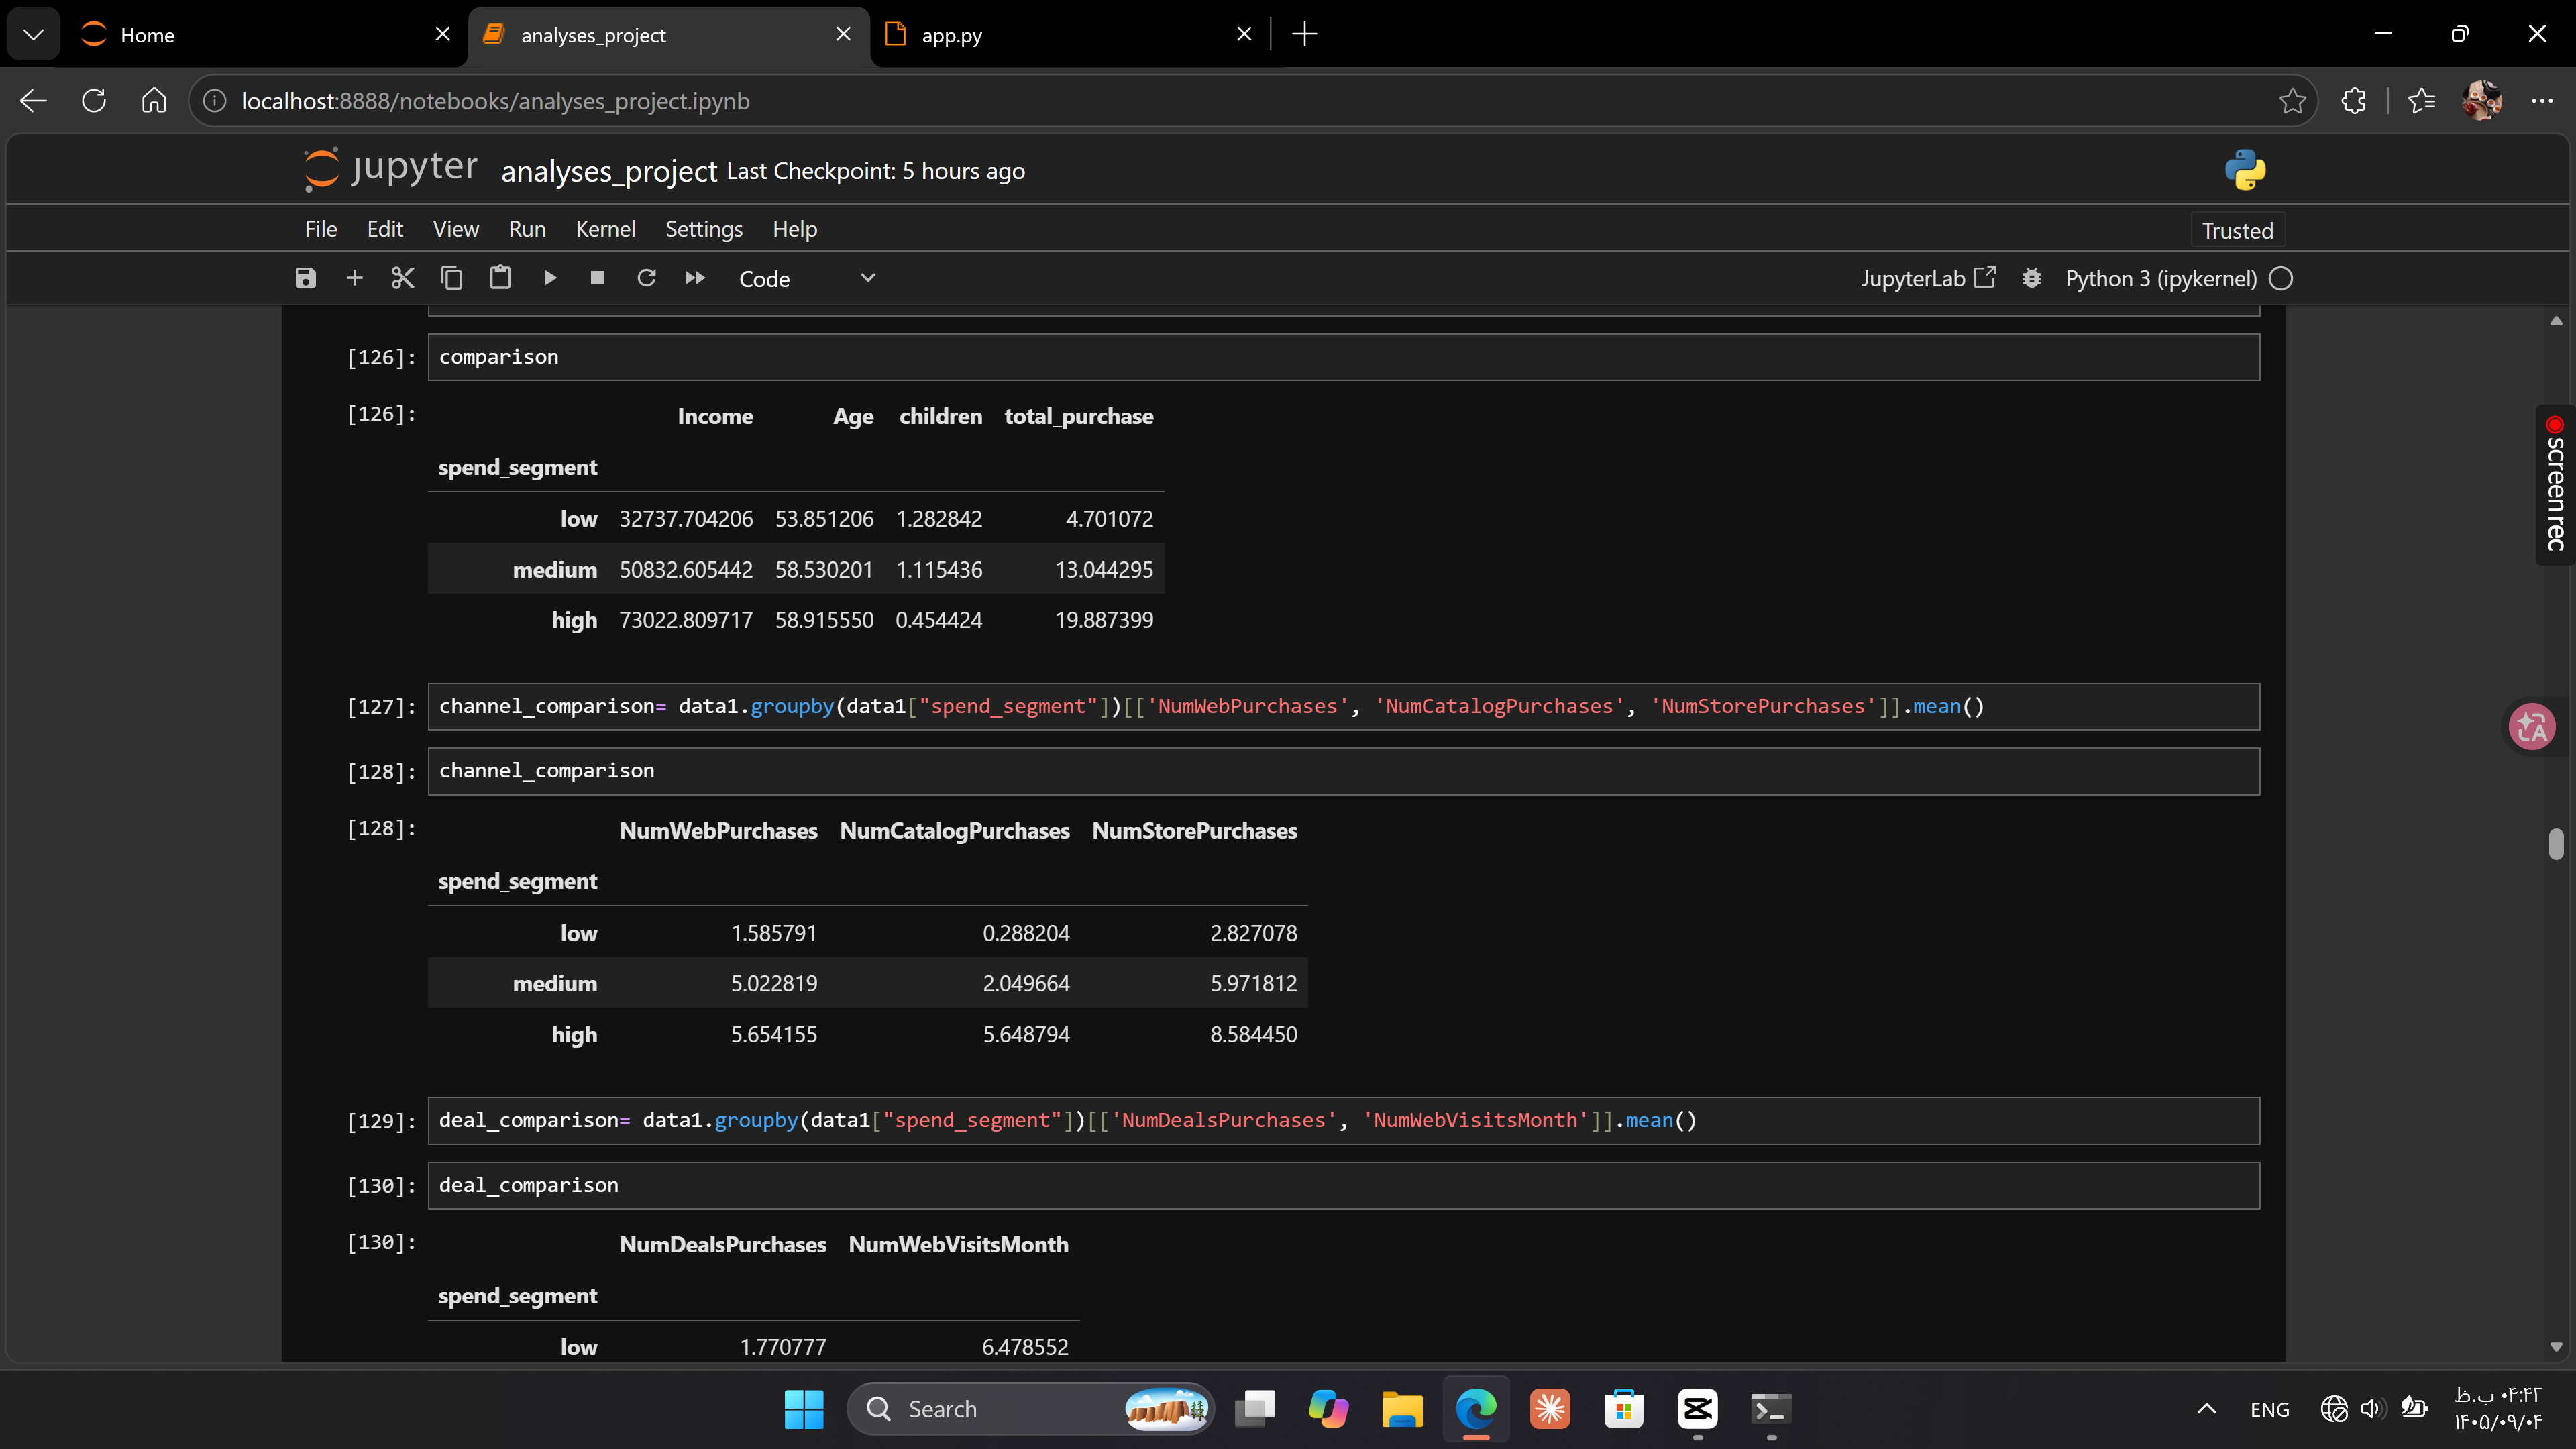 Home
analyses_project
app.py
localhost:8888/notebooks/analyses_project.ipynb
jupyter analyses_project Last Checkpoint: 5 hours ago
File Edit View Run Kernel Settings Help
Trusted
Code
JupyterLab
Python 3 (ipykernel)
[126]: comparison
[126]: Income Age children total_purchase
spend_segment
low 32737.704206 53.851206 1.282842 4.701072
medium 50832.605442 58.530201 1.115436 13.044295
high 73022.809717 58.915550 0.454424 19.887399
[127]: channel_comparison= data1.groupby(data1["spend_segment"])[['NumWebPurchases', 'NumCatalogPurchases', 'NumStorePurchases']].mean()
[128]: channel_comparison
[128]: NumWebPurchases NumCatalogPurchases NumStorePurchases
spend_segment
low 1.585791 0.288204 2.827078
medium 5.022819 2.049664 5.971812
high 5.654155 5.648794 8.584450
[129]: deal_comparison= data1.groupby(data1["spend_segment"])[['NumDealsPurchases', 'NumWebVisitsMonth']].mean()
[130]: deal_comparison
[130]: NumDealsPurchases NumWebVisitsMonth
spend_segment
low 1.770777 6.478552
screenrec
Search
ENG
۰۴:۴۲ ب.ظ
۱۴۰۵/۰۹/۰۴